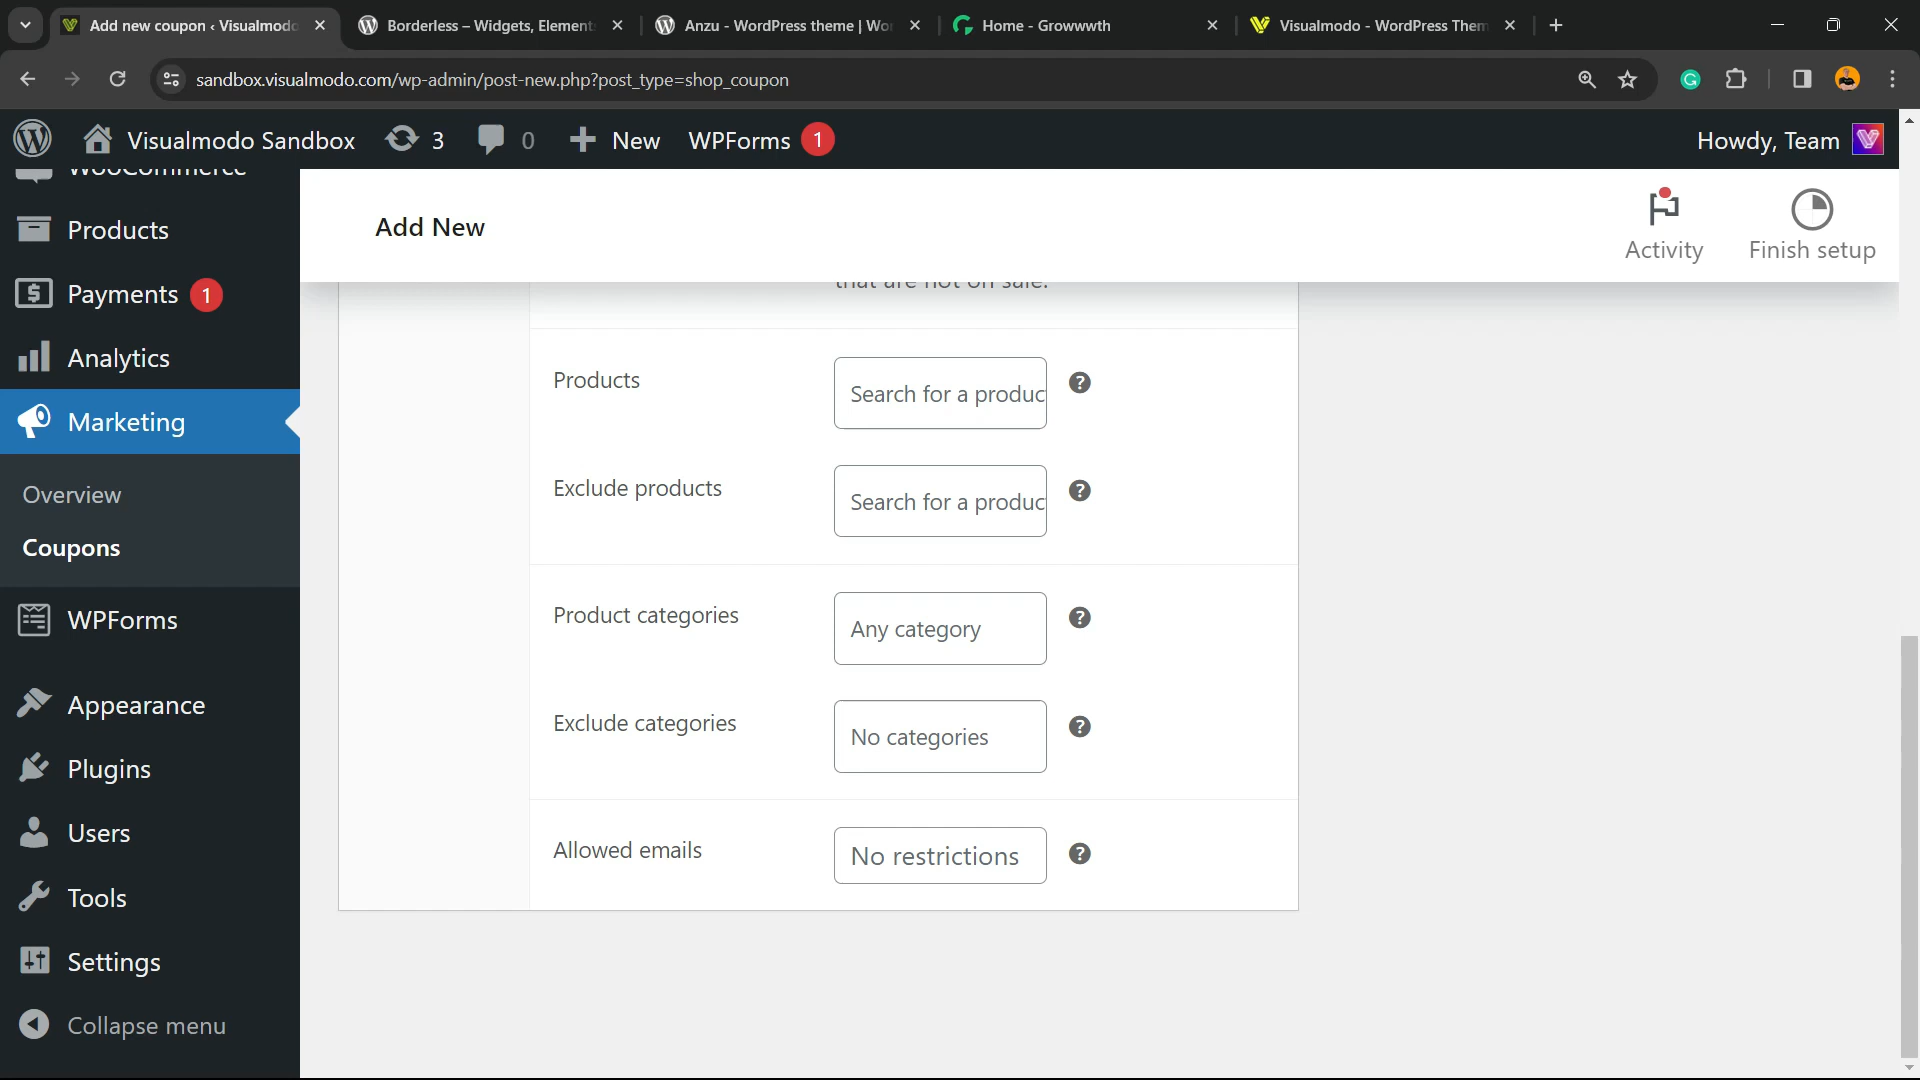 Add new coupon ‹ Visualmodo
Borderless – Widgets, Element
Anzu - WordPress theme | Wo
Home - Growwwth
Visualmodo - WordPress Them
sandbox.visualmodo.com/wp-admin/post-new.php?post_type=shop_coupon
Visualmodo Sandbox
3
0
New
WPForms 1
Howdy, Team
WooCommerce
Products
Payments 1
Analytics
Marketing
Overview
Coupons
WPForms
Appearance
Plugins
Users
Tools
Settings
Collapse menu
Add New
Activity
Finish setup
that are not on sale.
Products
Search for a produc
Exclude products
Search for a produc
Product categories
Any category
Exclude categories
No categories
Allowed emails
No restrictions